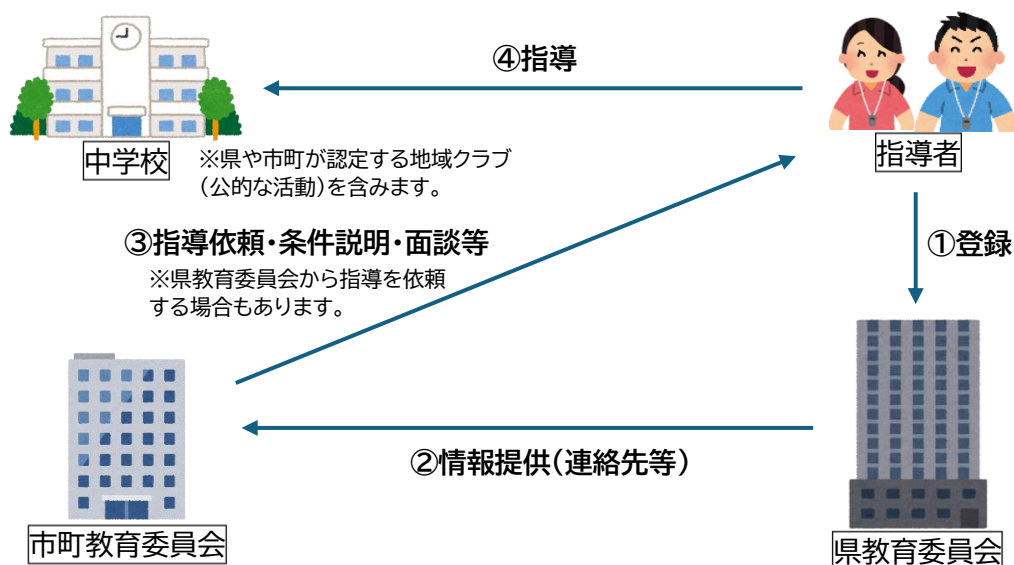 ④指導
中学校
※県や市町が認定する地域クラブ
（公的な活動）を含みます。
指導者
③指導依頼・条件説明・面談等
※県教育委員会から指導を依頼
する場合もあります。
①登録
②情報提供（連絡先等）
市町教育委員会
県教育委員会